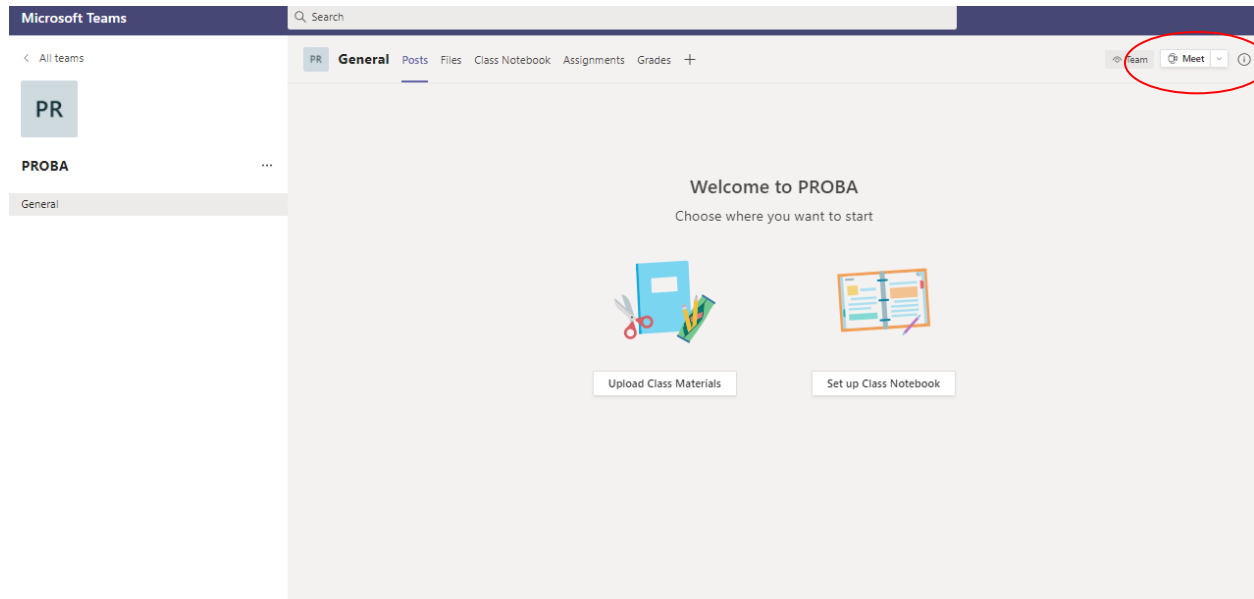 Microsoft Teams
Search
All teams
PR
PROBA
...
General
PR General Posts Files Class Notebook Assignments Grades +
Team Meet
Welcome to PROBA
Choose where you want to start
Upload Class Materials
Set up Class Notebook